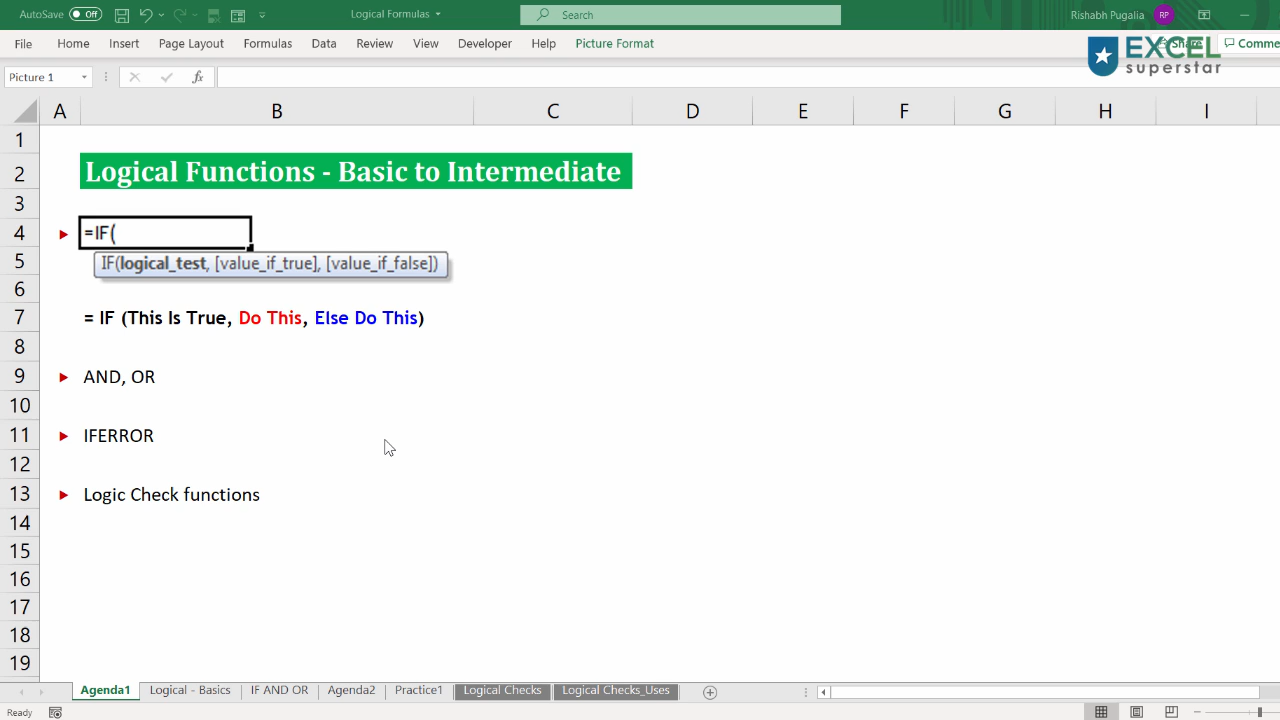 AutoSave Off Logical Formulas Search Rishabh Pugalia RP
File Home Insert Page Layout Formulas Data Review View Developer Help Picture Format Share
EXCEL
superstar
Picture 1 fx
A B C D E F G H I
1
2 Logical Functions - Basic to Intermediate
3
4 =IF(
5 IF(logical_test, [value_if_true], [value_if_false])
6
7 = IF (This Is True, Do This, Else Do This)
8
9 AND, OR
10
11 IFERROR
12
13 Logic Check functions
14
15
16
17
18
19
Agenda1 Logical - Basics IF AND OR Agenda2 Practice1 Logical Checks Logical Checks_Uses
Ready